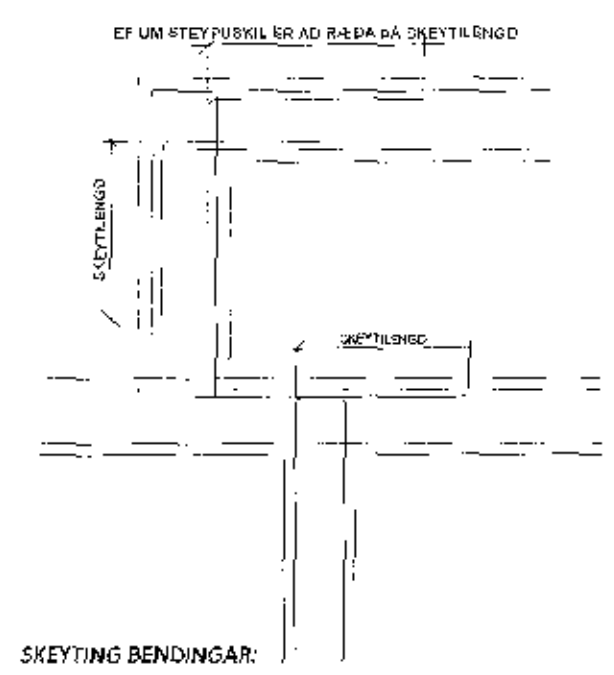 EF UM STEYPUSKIL ER AÐ RÆÐA ÞÁ SKEYTILENGD
SKEYTILENGD
SKEYTILENGD
SKEYTING BENDINGAR: